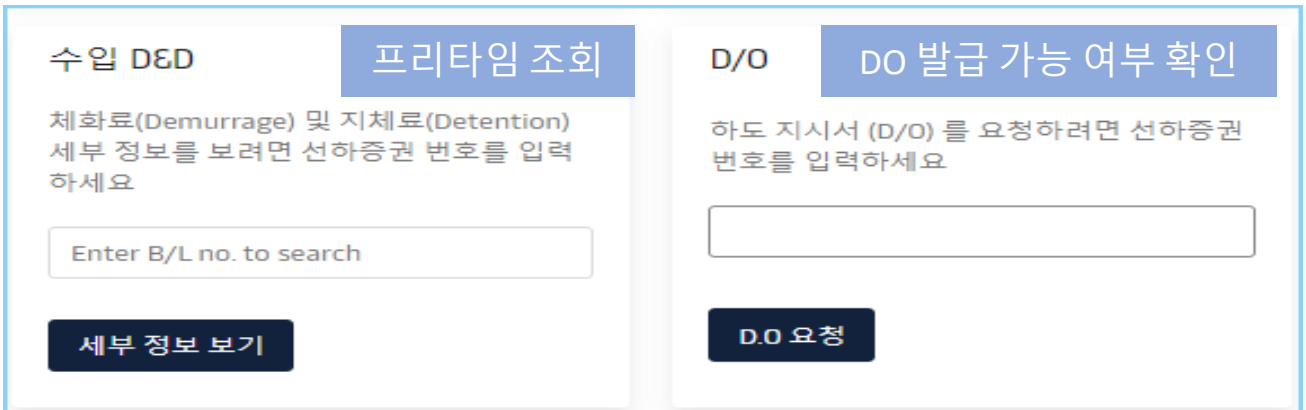 수입 D&D
프리타임 조회
체화료(Demurrage) 및 지체료(Detention)
세부 정보를 보려면 선하증권 번호를 입력
하세요
Enter B/L no. to search
세부 정보 보기
D/O
DO 발급 가능 여부 확인
하도 지시서 (D/O) 를 요청하려면 선하증권
번호를 입력하세요
D.O 요청